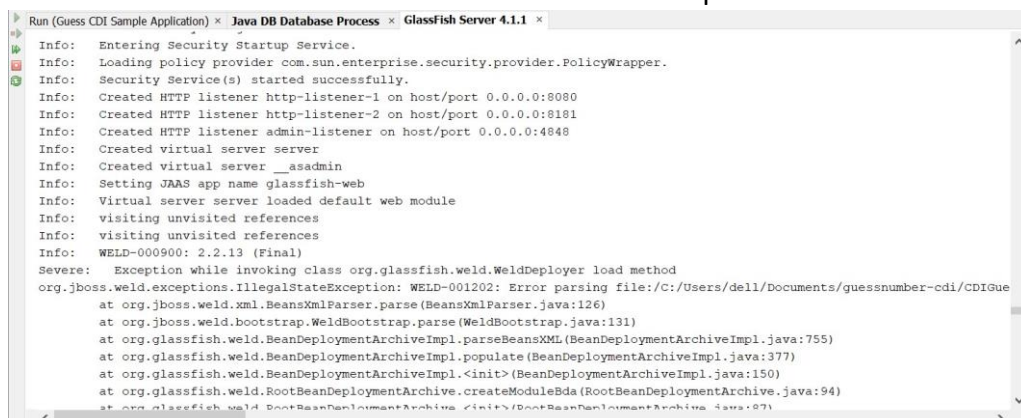 Run (Guess CDI Sample Application) × Java DB Database Process × GlassFish Server 4.1.1 ×
Info: Entering Security Startup Service.
Info: Loading policy provider com.sun.enterprise.security.provider.PolicyWrapper.
Info: Security Service(s) started successfully.
Info: Created HTTP listener http-listener-1 on host/port 0.0.0.0:8080
Info: Created HTTP listener http-listener-2 on host/port 0.0.0.0:8181
Info: Created HTTP listener admin-listener on host/port 0.0.0.0:4848
Info: Created virtual server server
Info: Created virtual server __asadmin
Info: Setting JAAS app name glassfish-web
Info: Virtual server server loaded default web module
Info: visiting unvisited references
Info: visiting unvisited references
Info: WELD-000900: 2.2.13 (Final)
Severe: Exception while invoking class org.glassfish.weld.WeldDeployer load method
org.jboss.weld.exceptions.IllegalStateException: WELD-001202: Error parsing file:/C:/Users/dell/Documents/guessnumber-cdi/CDIGue
at org.jboss.weld.xml.BeansXmlParser.parse(BeansXmlParser.java:126)
at org.jboss.weld.bootstrap.WeldBootstrap.parse(WeldBootstrap.java:131)
at org.glassfish.weld.BeanDeploymentArchiveImpl.parseBeansXML(BeanDeploymentArchiveImpl.java:755)
at org.glassfish.weld.BeanDeploymentArchiveImpl.populate(BeanDeploymentArchiveImpl.java:377)
at org.glassfish.weld.BeanDeploymentArchiveImpl.<init>(BeanDeploymentArchiveImpl.java:150)
at org.glassfish.weld.RootBeanDeploymentArchive.createModuleBda(RootBeanDeploymentArchive.java:94)
at org.glassfish.weld.RootBeanDeploymentArchive.<init>(RootBeanDeploymentArchive.java:87)